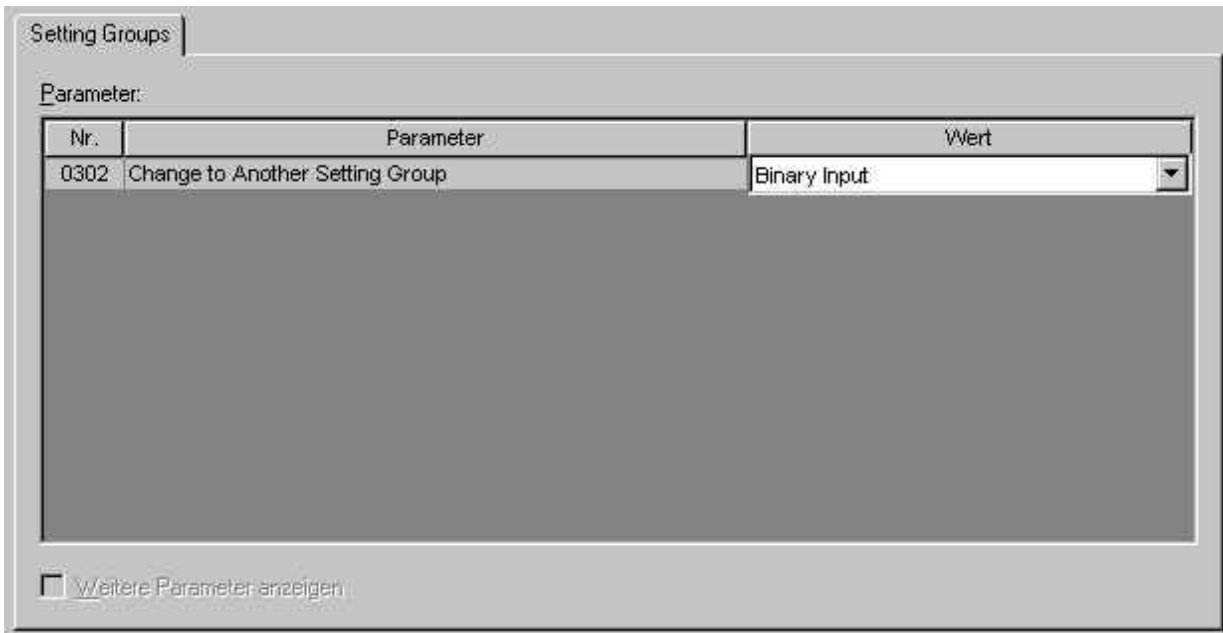 Setting Groups
Parameter:
Nr. Parameter Wert
0302 Change to Another Setting Group Binary Input
Weitere Parameter anzeigen